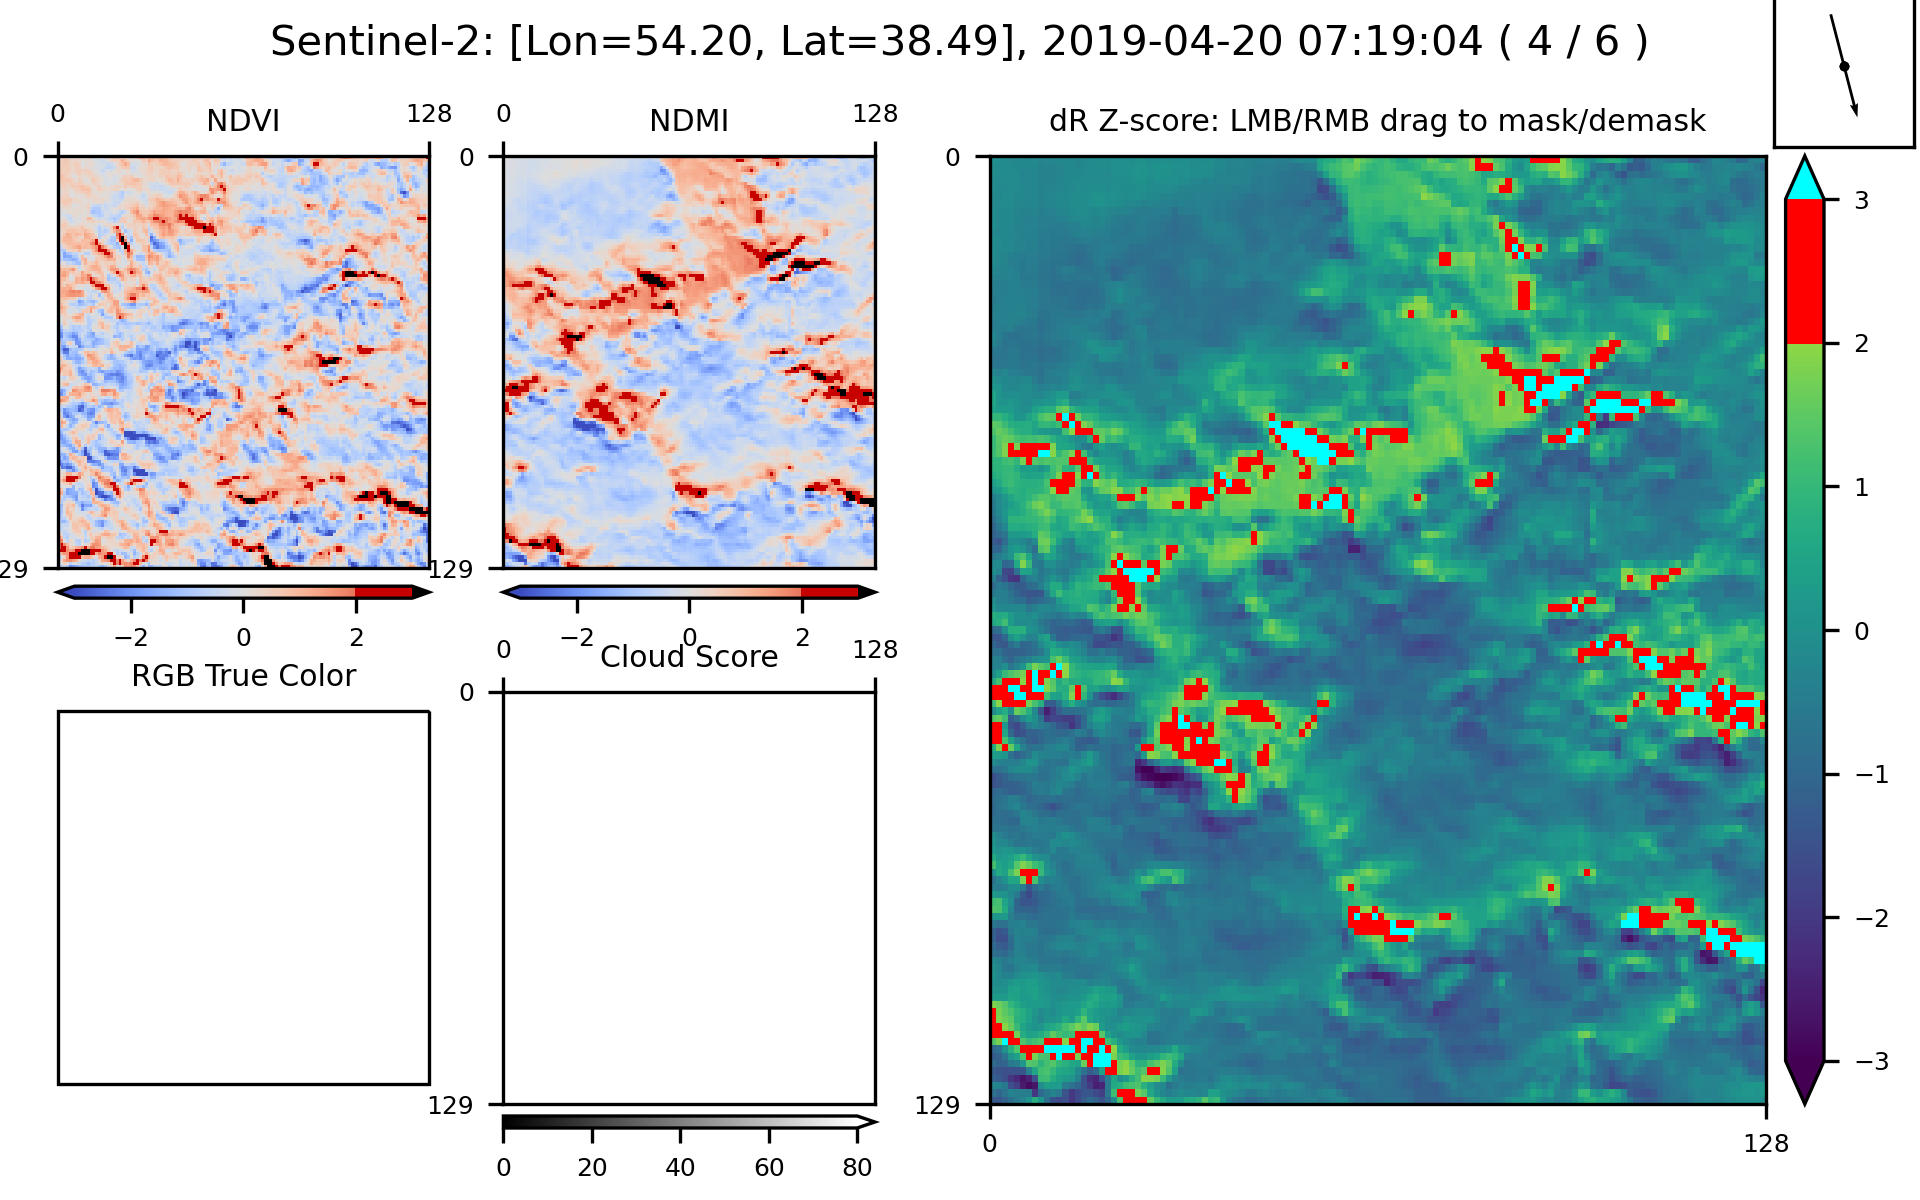 Sentinel-2: [Lon=54.20, Lat=38.49], 2019-04-20 07:19:04 ( 4 / 6 )
NDVI
0 128
0
29
−2 0 2
NDMI
0 128
0
129
−2 0 2
dR Z-score: LMB/RMB drag to mask/demask
0
129
0 128
3
2
1
0
−1
−2
−3
RGB True Color
Cloud Score
0 128
0
129
0 20 40 60 80